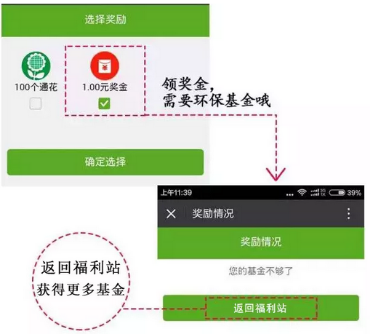 选择奖励
100个通花
1.00元奖金
领奖金,
需要环保基金哦
确定选择
上午11:39
... 39%
× 奖励情况
奖励情况
您的基金不够了
返回福利站
返回福利站
获得更多基金